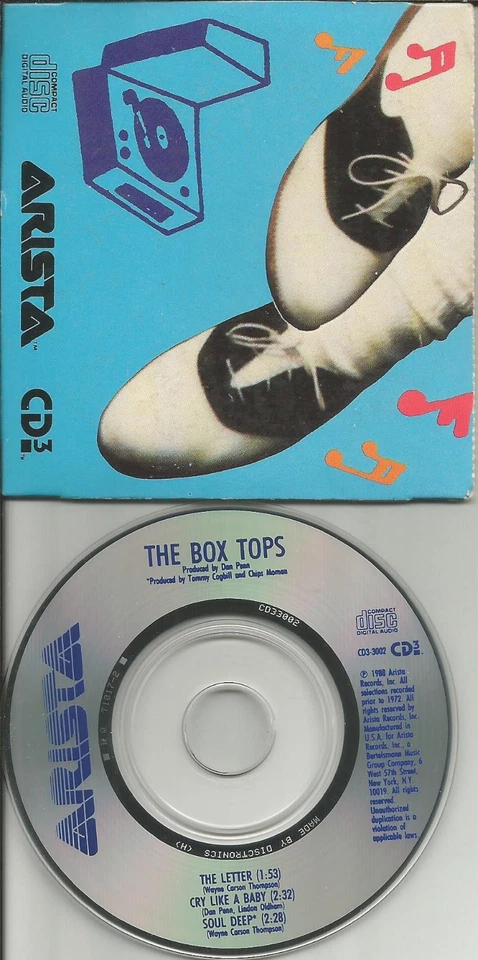 COMPACT
disc
DIGITAL AUDIO
ARISTA™
CD3™
THE BOX TOPS
Produced by Dan Penn
*Produced by Tommy Cogbill and Chips Moman
CD33002
COMPACT
disc
DIGITAL AUDIO
CD3-3002 CD3™
℗ 1988 Arista
Records, Inc. All
selections recorded
prior to 1972. All
rights reserved by
Arista Records, Inc.
Manufactured in
U.S.A. for Arista
Records, Inc., a
Bertelsmann Music
Group Company, 6
West 57th Street,
New York, N.Y.
10019. All rights
reserved.
Unauthorized
duplication is a
violation of
applicable laws.
ARISTA
71017-2
MADE BY DISCTRONICS (H)
THE LETTER (1:53)
(Wayne Carson Thompson)
CRY LIKE A BABY (2:32)
(Dan Penn, Lindon Oldham)
SOUL DEEP* (2:28)
(Wayne Carson Thompson)